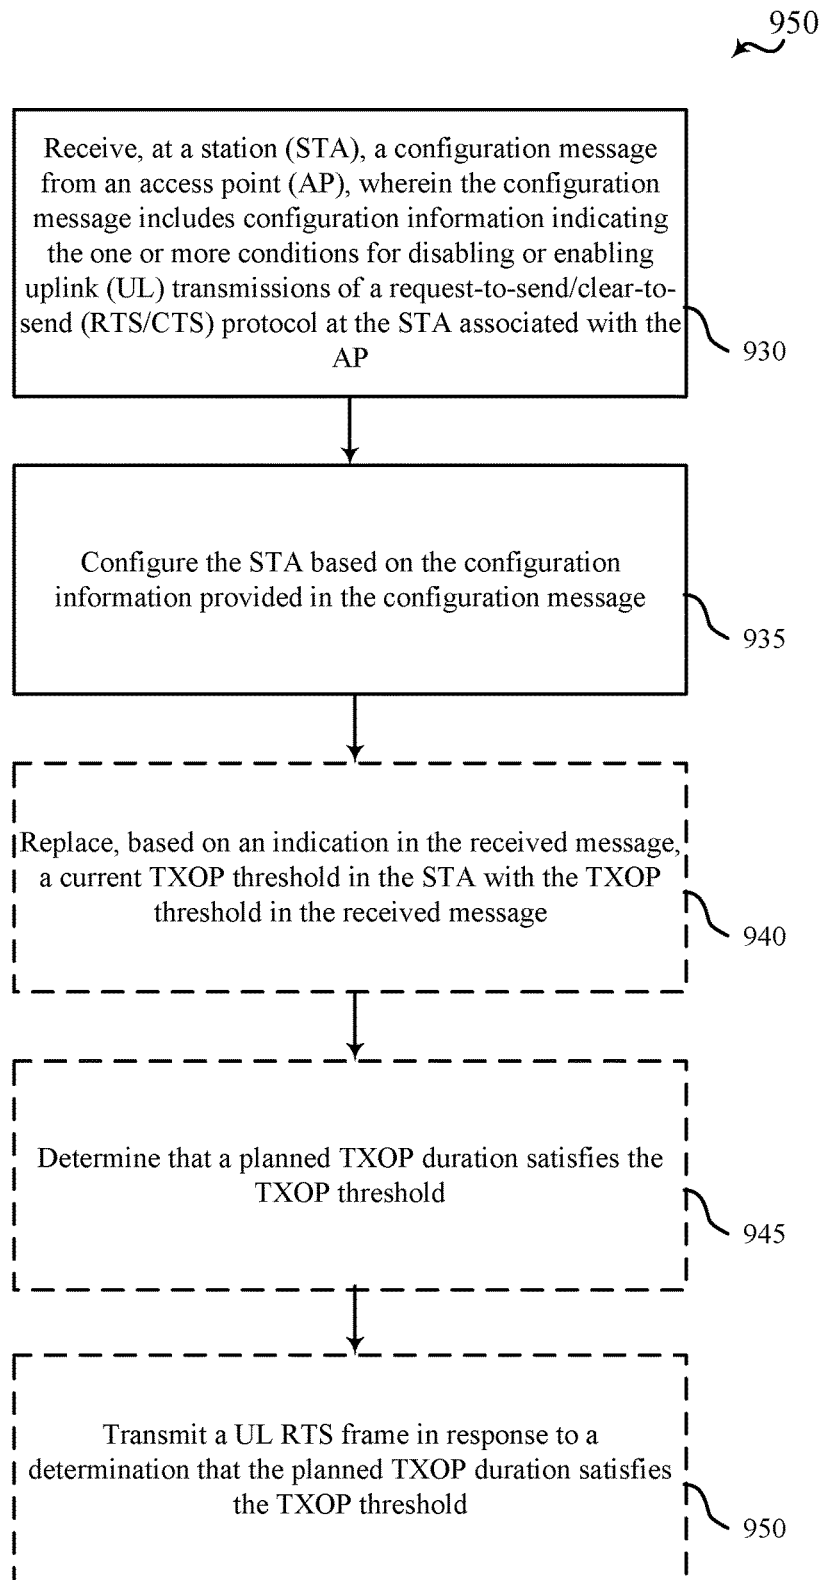 950
Receive, at a station (STA), a configuration message
from an access point (AP), wherein the configuration
message includes configuration information indicating
the one or more conditions for disabling or enabling
uplink (UL) transmissions of a request-to-send/clear-to-
send (RTS/CTS) protocol at the STA associated with the
AP
930
Configure the STA based on the configuration
information provided in the configuration message
935
Replace, based on an indication in the received message,
a current TXOP threshold in the STA with the TXOP
threshold in the received message
940
Determine that a planned TXOP duration satisfies the
TXOP threshold
945
Transmit a UL RTS frame in response to a
determination that the planned TXOP duration satisfies
the TXOP threshold
950